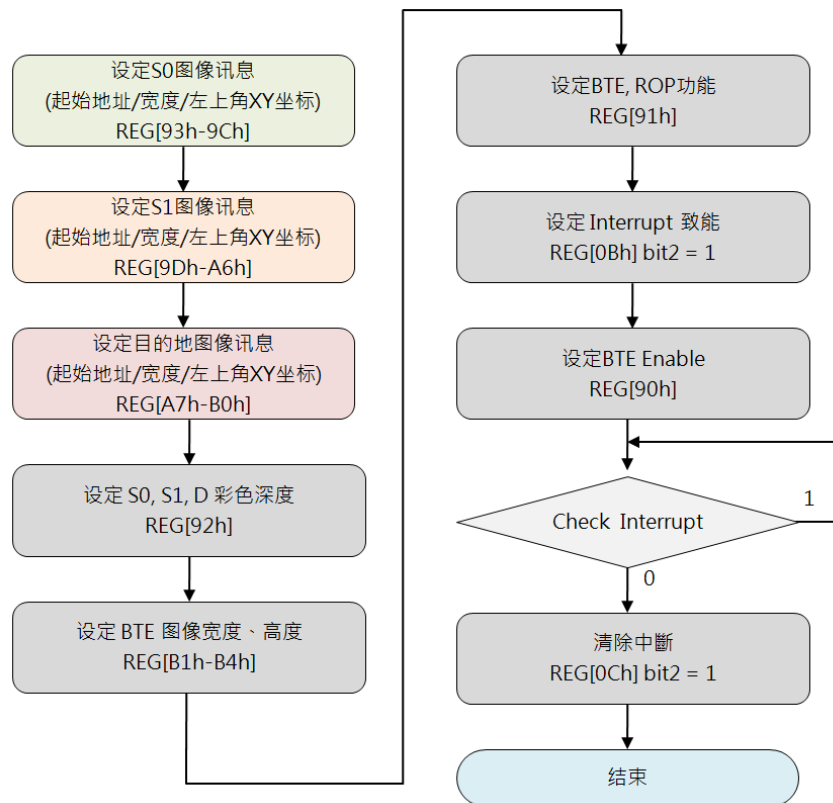 设定S0图像讯息
(起始地址/宽度/左上角XY坐标)
REG[93h-9Ch]
设定S1图像讯息
(起始地址/宽度/左上角XY坐标)
REG[9Dh-A6h]
设定目的地图像讯息
(起始地址/宽度/左上角XY坐标)
REG[A7h-B0h]
设定 S0, S1, D 彩色深度
REG[92h]
设定 BTE 图像宽度、高度
REG[B1h-B4h]
设定BTE, ROP功能
REG[91h]
设定 Interrupt 致能
REG[0Bh] bit2 = 1
设定BTE Enable
REG[90h]
Check Interrupt
1
0
清除中斷
REG[0Ch] bit2 = 1
结束